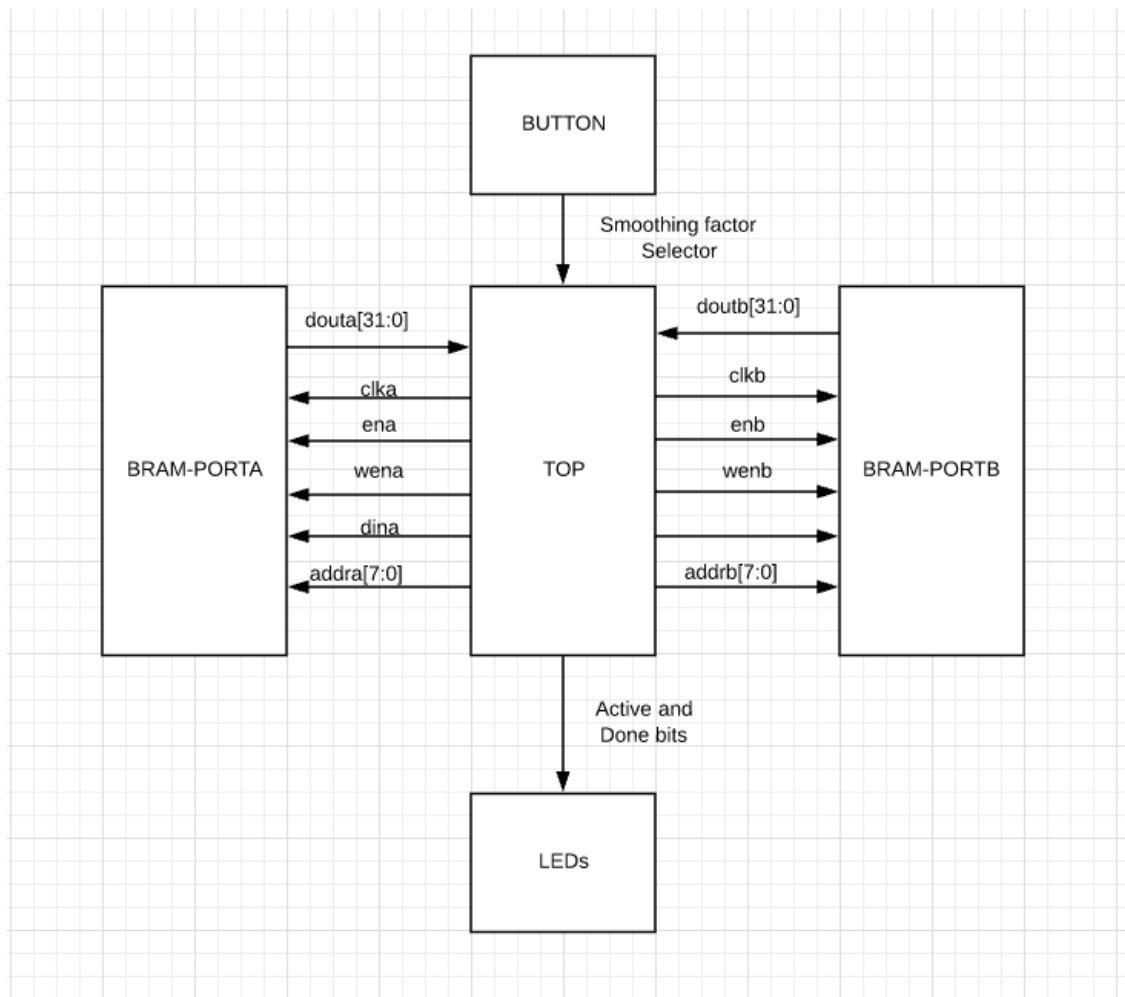 BUTTON
Smoothing factor
Selector
douta[31:0]
doutb[31:0]
clka
clkb
ena
enb
BRAM-PORTA
wena
TOP
wenb
BRAM-PORTB
dina
addra[7:0]
addrb[7:0]
Active and
Done bits
LEDs